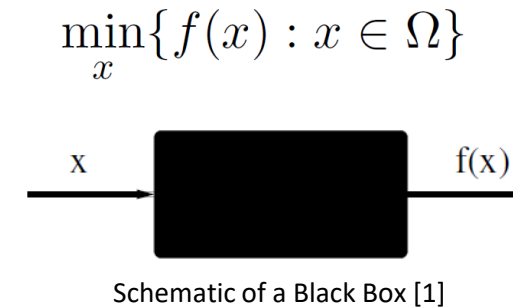 min{f(x) : x ∈ Ω}
x
x f(x)
Schematic of a Black Box [1]